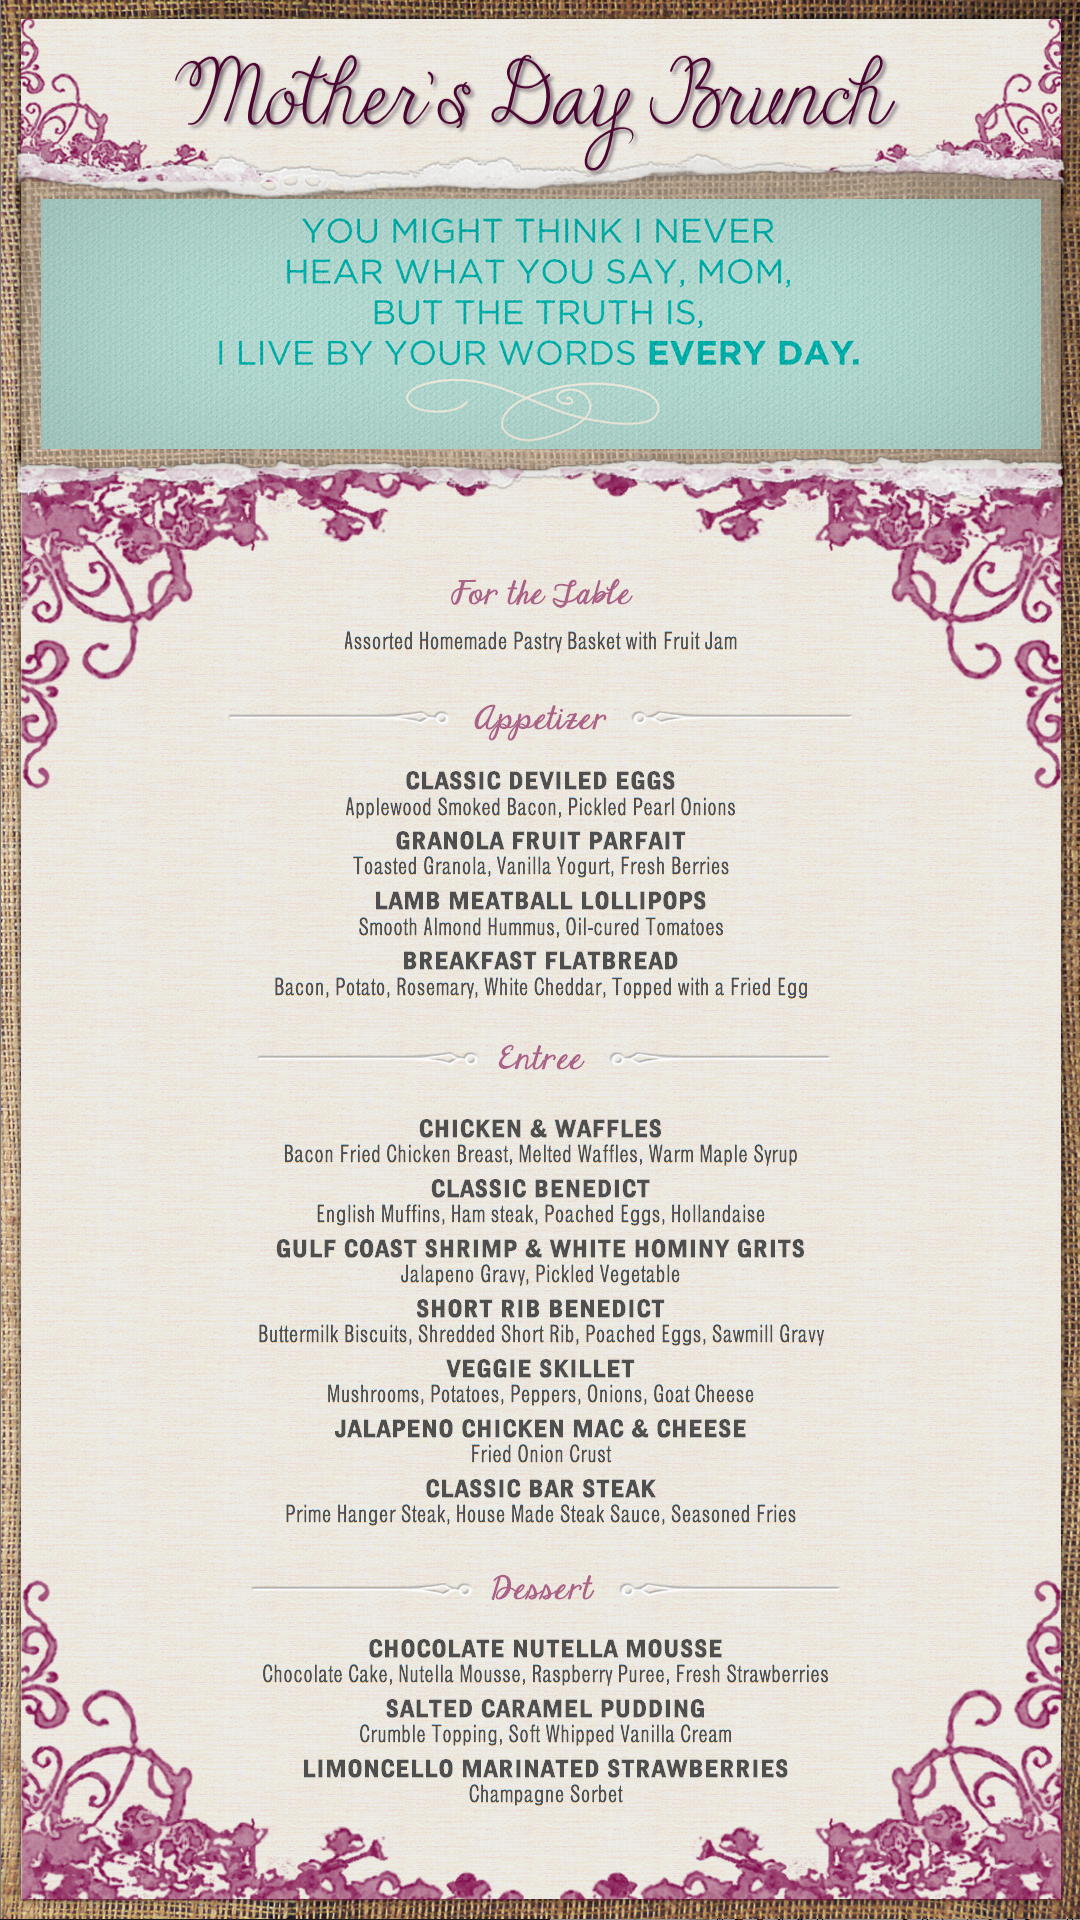 Mother's Day Brunch
YOU MIGHT THINK I NEVER
HEAR WHAT YOU SAY, MOM,
BUT THE TRUTH IS,
I LIVE BY YOUR WORDS EVERY DAY.
For the Table
Assorted Homemade Pastry Basket with Fruit Jam
Appetizer
CLASSIC DEVILED EGGS
Applewood Smoked Bacon, Pickled Pearl Onions
GRANOLA FRUIT PARFAIT
Toasted Granola, Vanilla Yogurt, Fresh Berries
LAMB MEATBALL LOLLIPOPS
Smooth Almond Hummus, Oil-cured Tomatoes
BREAKFAST FLATBREAD
Bacon, Potato, Rosemary, White Cheddar, Topped with a Fried Egg
Entree
CHICKEN & WAFFLES
Bacon Fried Chicken Breast, Melted Waffles, Warm Maple Syrup
CLASSIC BENEDICT
English Muffins, Ham steak, Poached Eggs, Hollandaise
GULF COAST SHRIMP & WHITE HOMINY GRITS
Jalapeno Gravy, Pickled Vegetable
SHORT RIB BENEDICT
Buttermilk Biscuits, Shredded Short Rib, Poached Eggs, Sawmill Gravy
VEGGIE SKILLET
Mushrooms, Potatoes, Peppers, Onions, Goat Cheese
JALAPENO CHICKEN MAC & CHEESE
Fried Onion Crust
CLASSIC BAR STEAK
Prime Hanger Steak, House Made Steak Sauce, Seasoned Fries
Dessert
CHOCOLATE NUTELLA MOUSSE
Chocolate Cake, Nutella Mousse, Raspberry Puree, Fresh Strawberries
SALTED CARAMEL PUDDING
Crumble Topping, Soft Whipped Vanilla Cream
LIMONCELLO MARINATED STRAWBERRIES
Champagne Sorbet